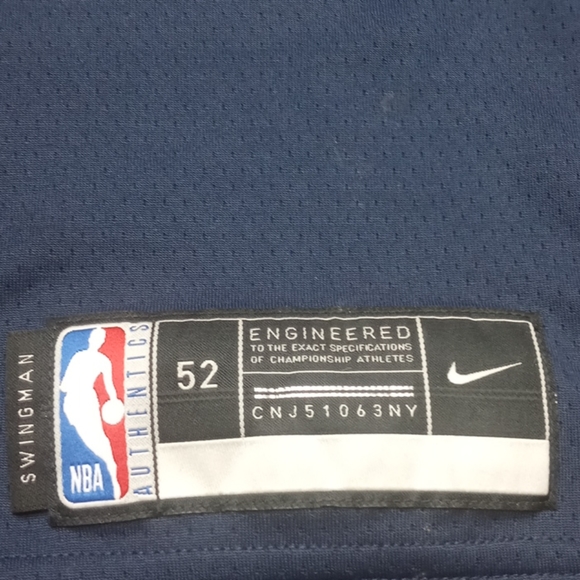 SWINGMAN
NBA
AUTHENTICS
52
ENGINEERED
TO THE EXACT SPECIFICATIONS
OF CHAMPIONSHIP ATHLETES
CNJ51063NY